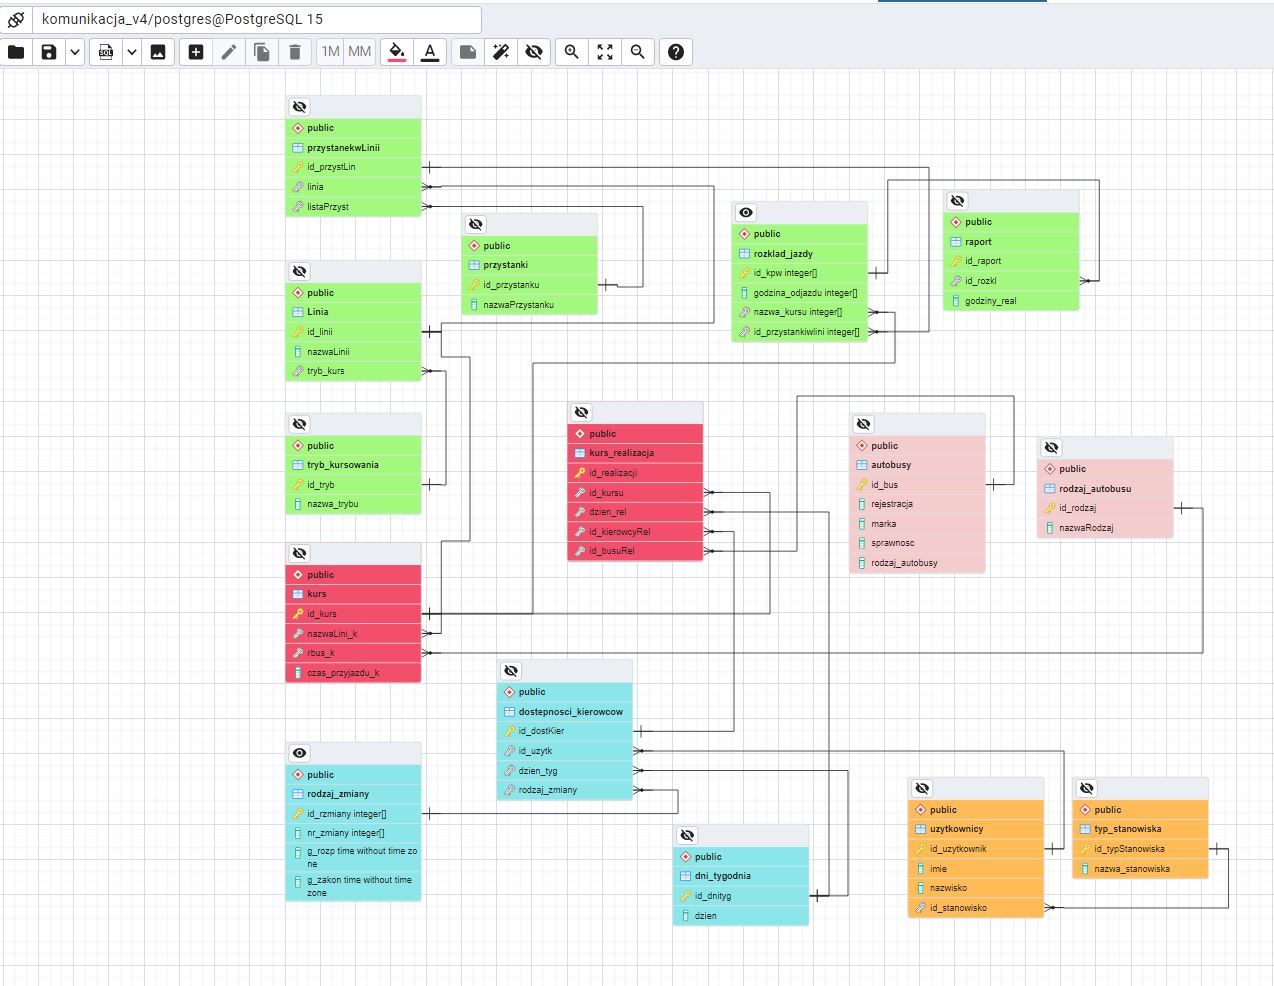 komunikacja_v4/postgres@PostgreSQL 15
SQL
1M
MM
A
public
przystanekwLinii
id_przystLin
linia
listaPrzyst
public
przystanki
id_przystanku
nazwaPrzystanku
public
rozklad_jazdy
id_kpw integer[]
godzina_odjazdu integer[]
nazwa_kursu integer[]
id_przystankiwlini integer[]
public
raport
id_raport
id_rozkl
godziny_real
public
Linia
id_linii
nazwaLinii
tryb_kurs
public
tryb_kursowania
id_tryb
nazwa_trybu
public
kurs_realizacja
id_realizacji
id_kursu
dzien_rel
id_kierowcyRel
id_busuRel
public
autobusy
id_bus
rejestracja
marka
sprawnosc
rodzaj_autobusy
public
rodzaj_autobusu
id_rodzaj
nazwaRodzaj
public
kurs
id_kurs
nazwaLini_k
rbus_k
czas_przyjazdu_k
public
dostepnosci_kierowcow
id_dostKier
id_uzytk
dzien_tyg
rodzaj_zmiany
public
rodzaj_zmiany
id_rzmiany integer[]
nr_zmiany integer[]
g_rozp time without time zo
ne
g_zakon time without time
zone
public
dni_tygodnia
id_dnityg
dzien
public
uzytkownicy
id_uzytkownik
imie
nazwisko
id_stanowisko
public
typ_stanowiska
id_typStanowiska
nazwa_stanowiska